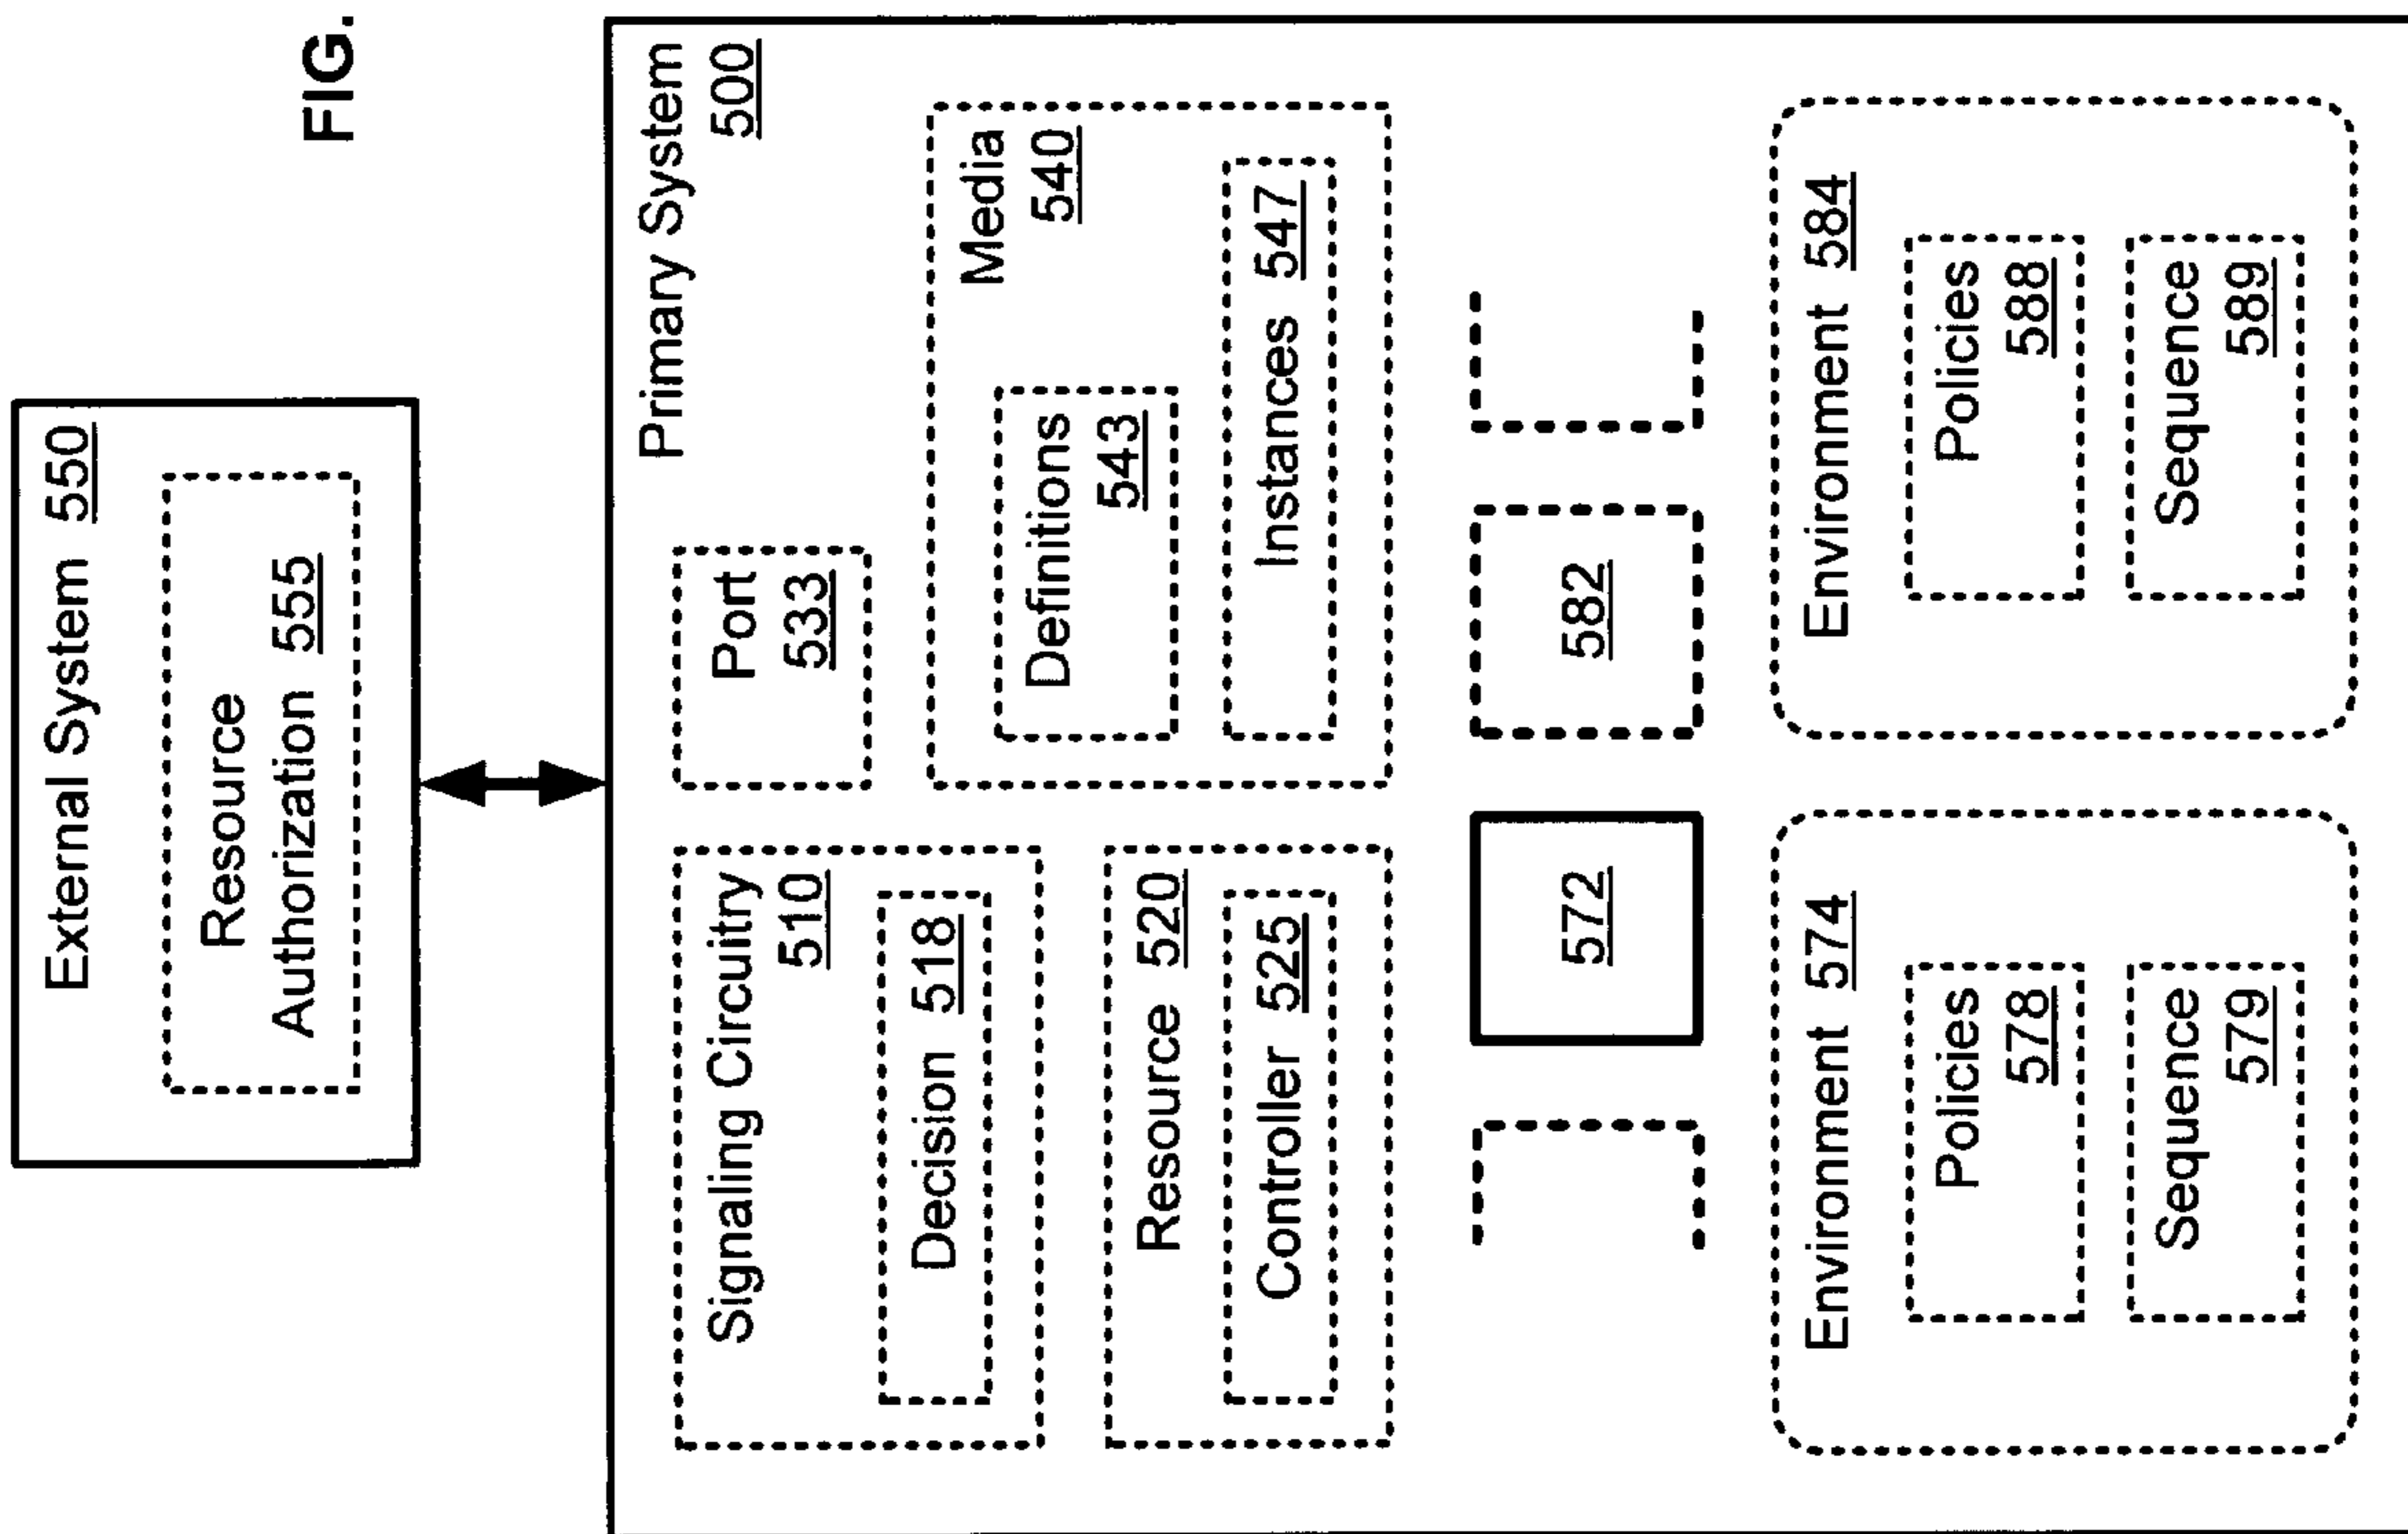 FIG.
External System 550
Resource
Authorization 555
Primary System
500
Signaling Circuitry
510
Decision 518
Port
533
Resource 520
Controller 525
Media
540
Definitions
543
Instances 547
572
582
Environment 574
Policies
578
Sequence
579
Environment 584
Policies
588
Sequence
589